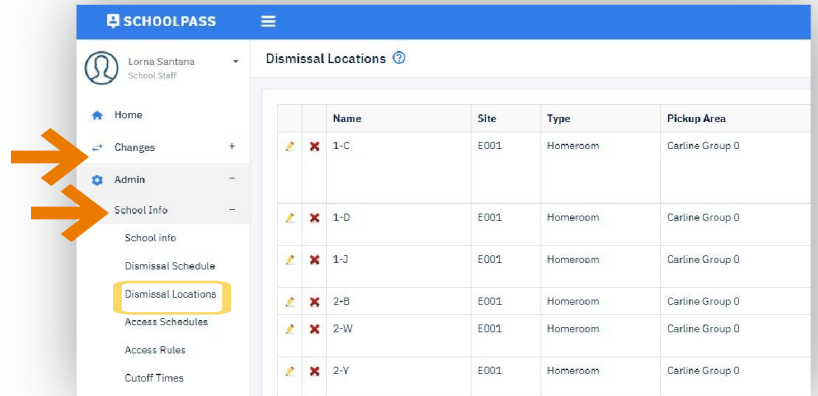 SCHOOLPASS
Lorna Santana
School Staff
Dismissal Locations ?
Home
Changes +
Admin −
School Info −
School info
Dismissal Schedule
Dismissal Locations
Access Schedules
Access Rules
Cutoff Times
Name Site Type Pickup Area
1-C E001 Homeroom Carline Group 0
1-D E001 Homeroom Carline Group 0
1-J E001 Homeroom Carline Group 0
2-B E001 Homeroom Carline Group 0
2-W E001 Homeroom Carline Group 0
2-Y E001 Homeroom Carline Group 0